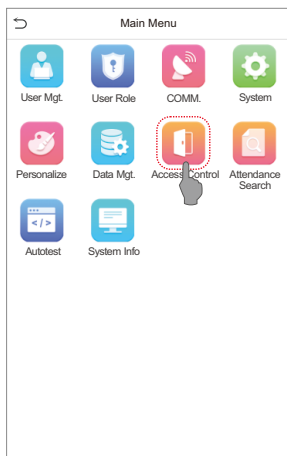 Main Menu
User Mgt.
User Role
COMM.
System
Personalize
Data Mgt.
Access Control
Attendance
Search
</>
Autotest
System Info